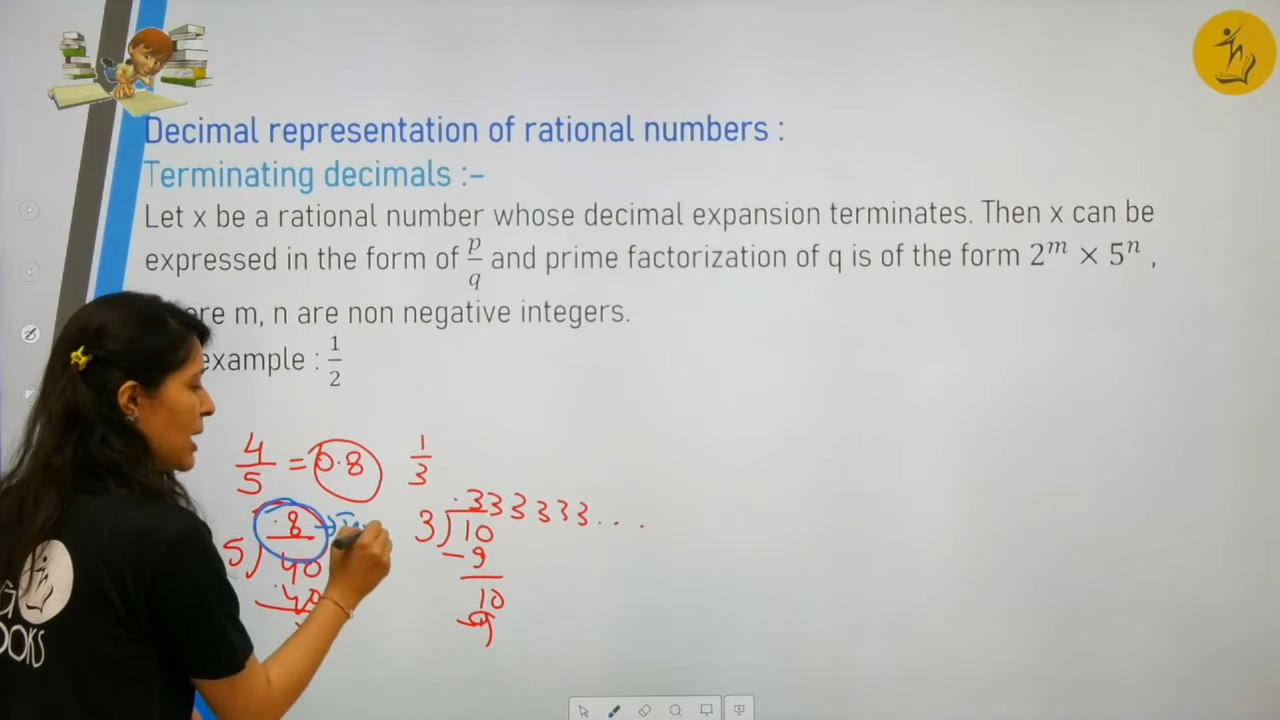 Decimal representation of rational numbers :
Terminating decimals :-
Let x be a rational number whose decimal expansion terminates. Then x can be
expressed in the form of p/q and prime factorization of q is of the form 2^m × 5^n ,
m, n are non negative integers.
example : 1/2
4/5 = 0.8
1/3
.8
5) 40
40
.333333...
3) 10
-9
10
-9